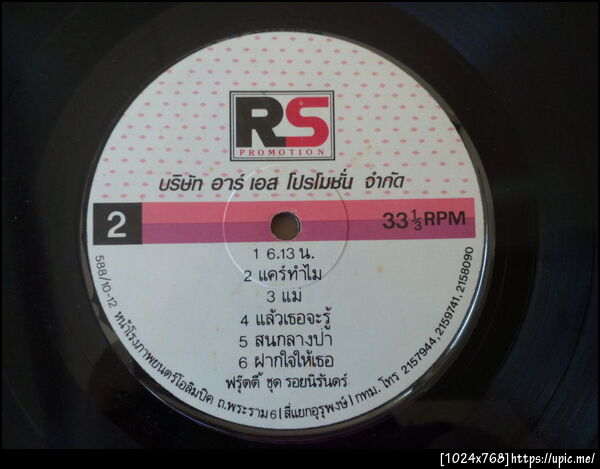 RS
PROMOTION
บริษัท อาร์ เอส โปรโมชั่น จำกัด
2
33 1/3 RPM
1 6.13 น.
2 แคร์ทำไม
3 แม่
4 แล้วเธอจะรู้
5 สนกลางป่า
6 ฝากใจให้เธอ
ฟรุ๊ตตี้ ชุด รอยนิรันดร์
588/10-12 หน้าโรงภาพยนตร์โอลิมปิค ถ.พระราม 6 (สี่แยกอุรุพงษ์) กทม. โทร 2157944, 2159741, 2158090
[1024x768]https://upic.me/